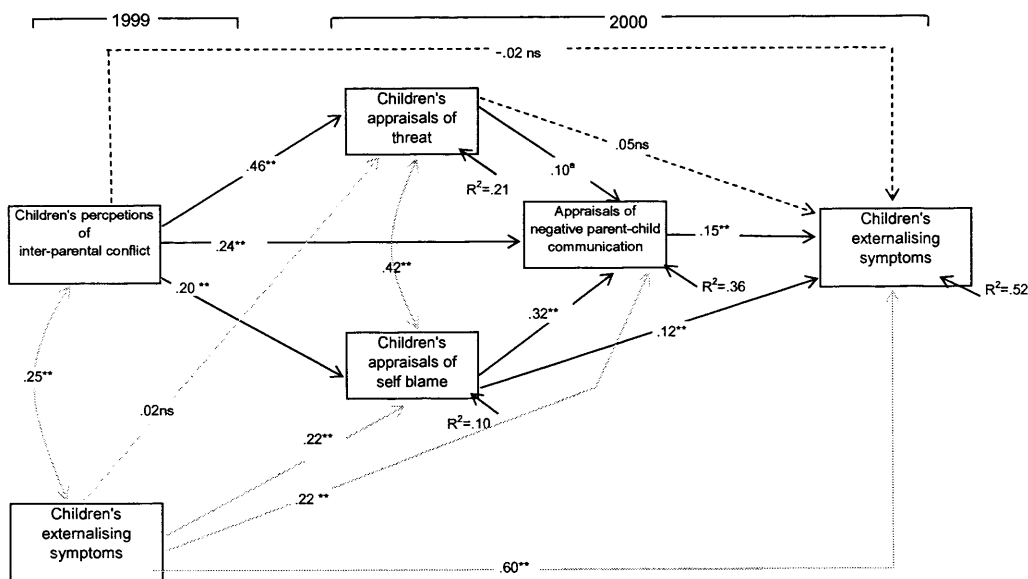 1999
2000
-.02 ns
Children's
appraisals of
threat
.05ns
.46**
.10ª
R²=.21
Children's percpetions
of
inter-parental conflict
Appraisals of
negative parent-child
communication
Children's
externalising
symptoms
.24**
.15**
.42**
.20 **
R²=.36
R²=.52
.32**
Children's
appraisals of
self blame
.12**
.25**
.02ns
R²=.10
.22**
.22 **
Children's
externalising
symptoms
.60**